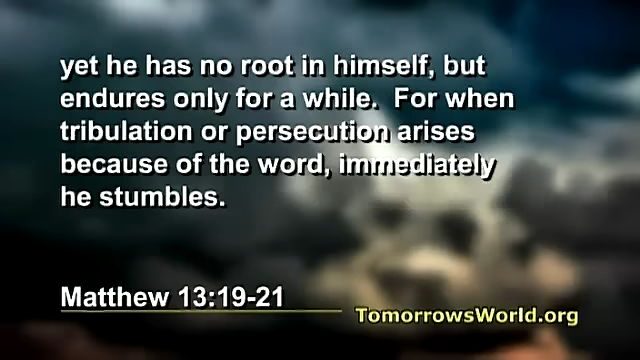 yet he has no root in himself, but
endures only for a while.  For when
tribulation or persecution arises
because of the word, immediately
he stumbles.
Matthew 13:19-21
TomorrowsWorld.org